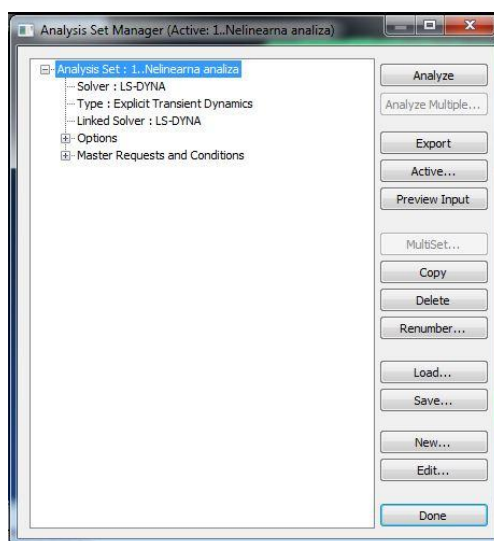 Analysis Set Manager (Active: 1..Nelinearna analiza)
Analysis Set : 1..Nelinearna analiza
Solver : LS-DYNA
Type : Explicit Transient Dynamics
Linked Solver : LS-DYNA
Options
Master Requests and Conditions
Analyze
Analyze Multiple...
Export
Active...
Preview Input
MultiSet...
Copy
Delete
Renumber...
Load...
Save...
New...
Edit...
Done